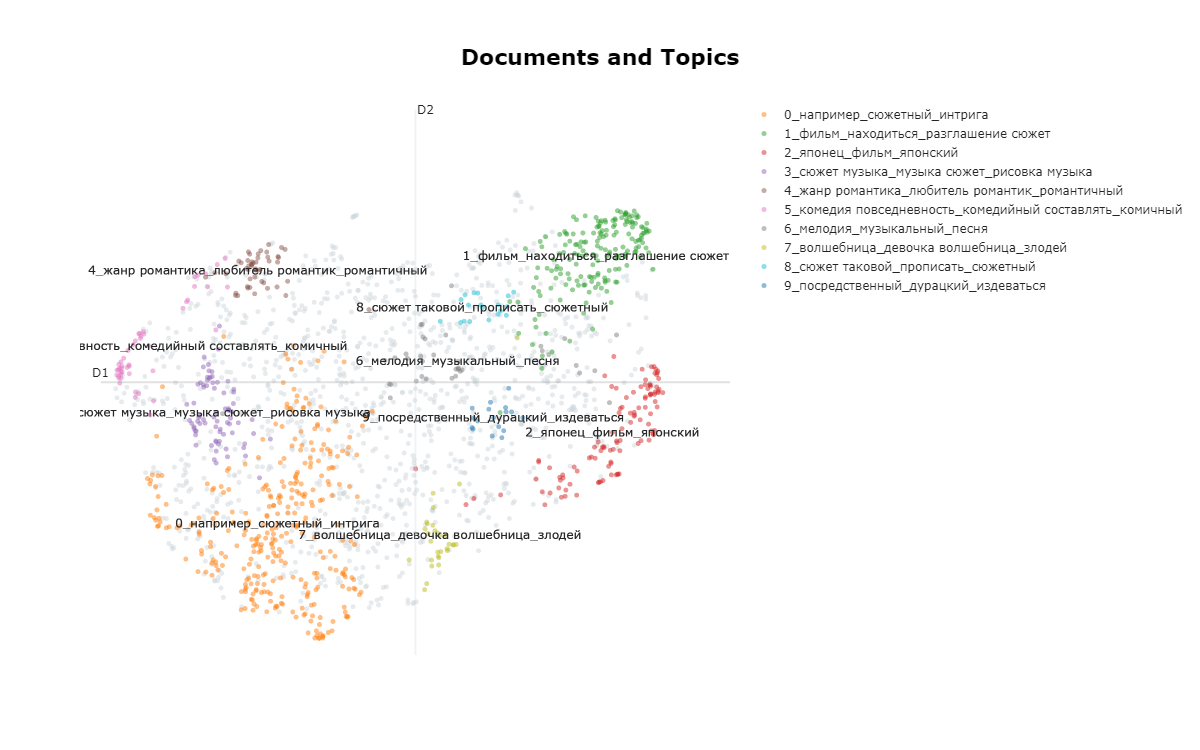 Documents and Topics
D2
0_например_сюжетный_интрига
1_фильм_находиться_разглашение сюжет
2_японец_фильм_японский
3_сюжет музыка_музыка сюжет_рисовка музыка
4_жанр романтика_любитель романтик_романтичный
5_комедия повседневность_комедийный составлять_комичный
6_мелодия_музыкальный_песня
7_волшебница_девочка волшебница_злодей
8_сюжет таковой_прописать_сюжетный
9_посредственный_дурацкий_издеваться
1_фильм_находиться_разглашение сюжет
4_жанр романтика_любитель романтик_романтичный
8_сюжет таковой_прописать_сюжетный
вность_комедийный составлять_комичный
6_мелодия_музыкальный_песня
D1
сюжет музыка_музыка сюжет_рисовка музыка
9_посредственный_дурацкий_издеваться
2_японец_фильм_японский
0_например_сюжетный_интрига
7_волшебница_девочка волшебница_злодей